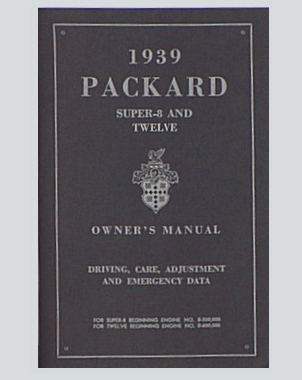 1939
PACKARD
SUPER-8 AND
TWELVE
OWNER'S MANUAL
DRIVING, CARE, ADJUSTMENT
AND EMERGENCY DATA
FOR SUPER-8 BEGINNING ENGINE NO. B-500,000
FOR TWELVE BEGINNING ENGINE NO. B-600,000